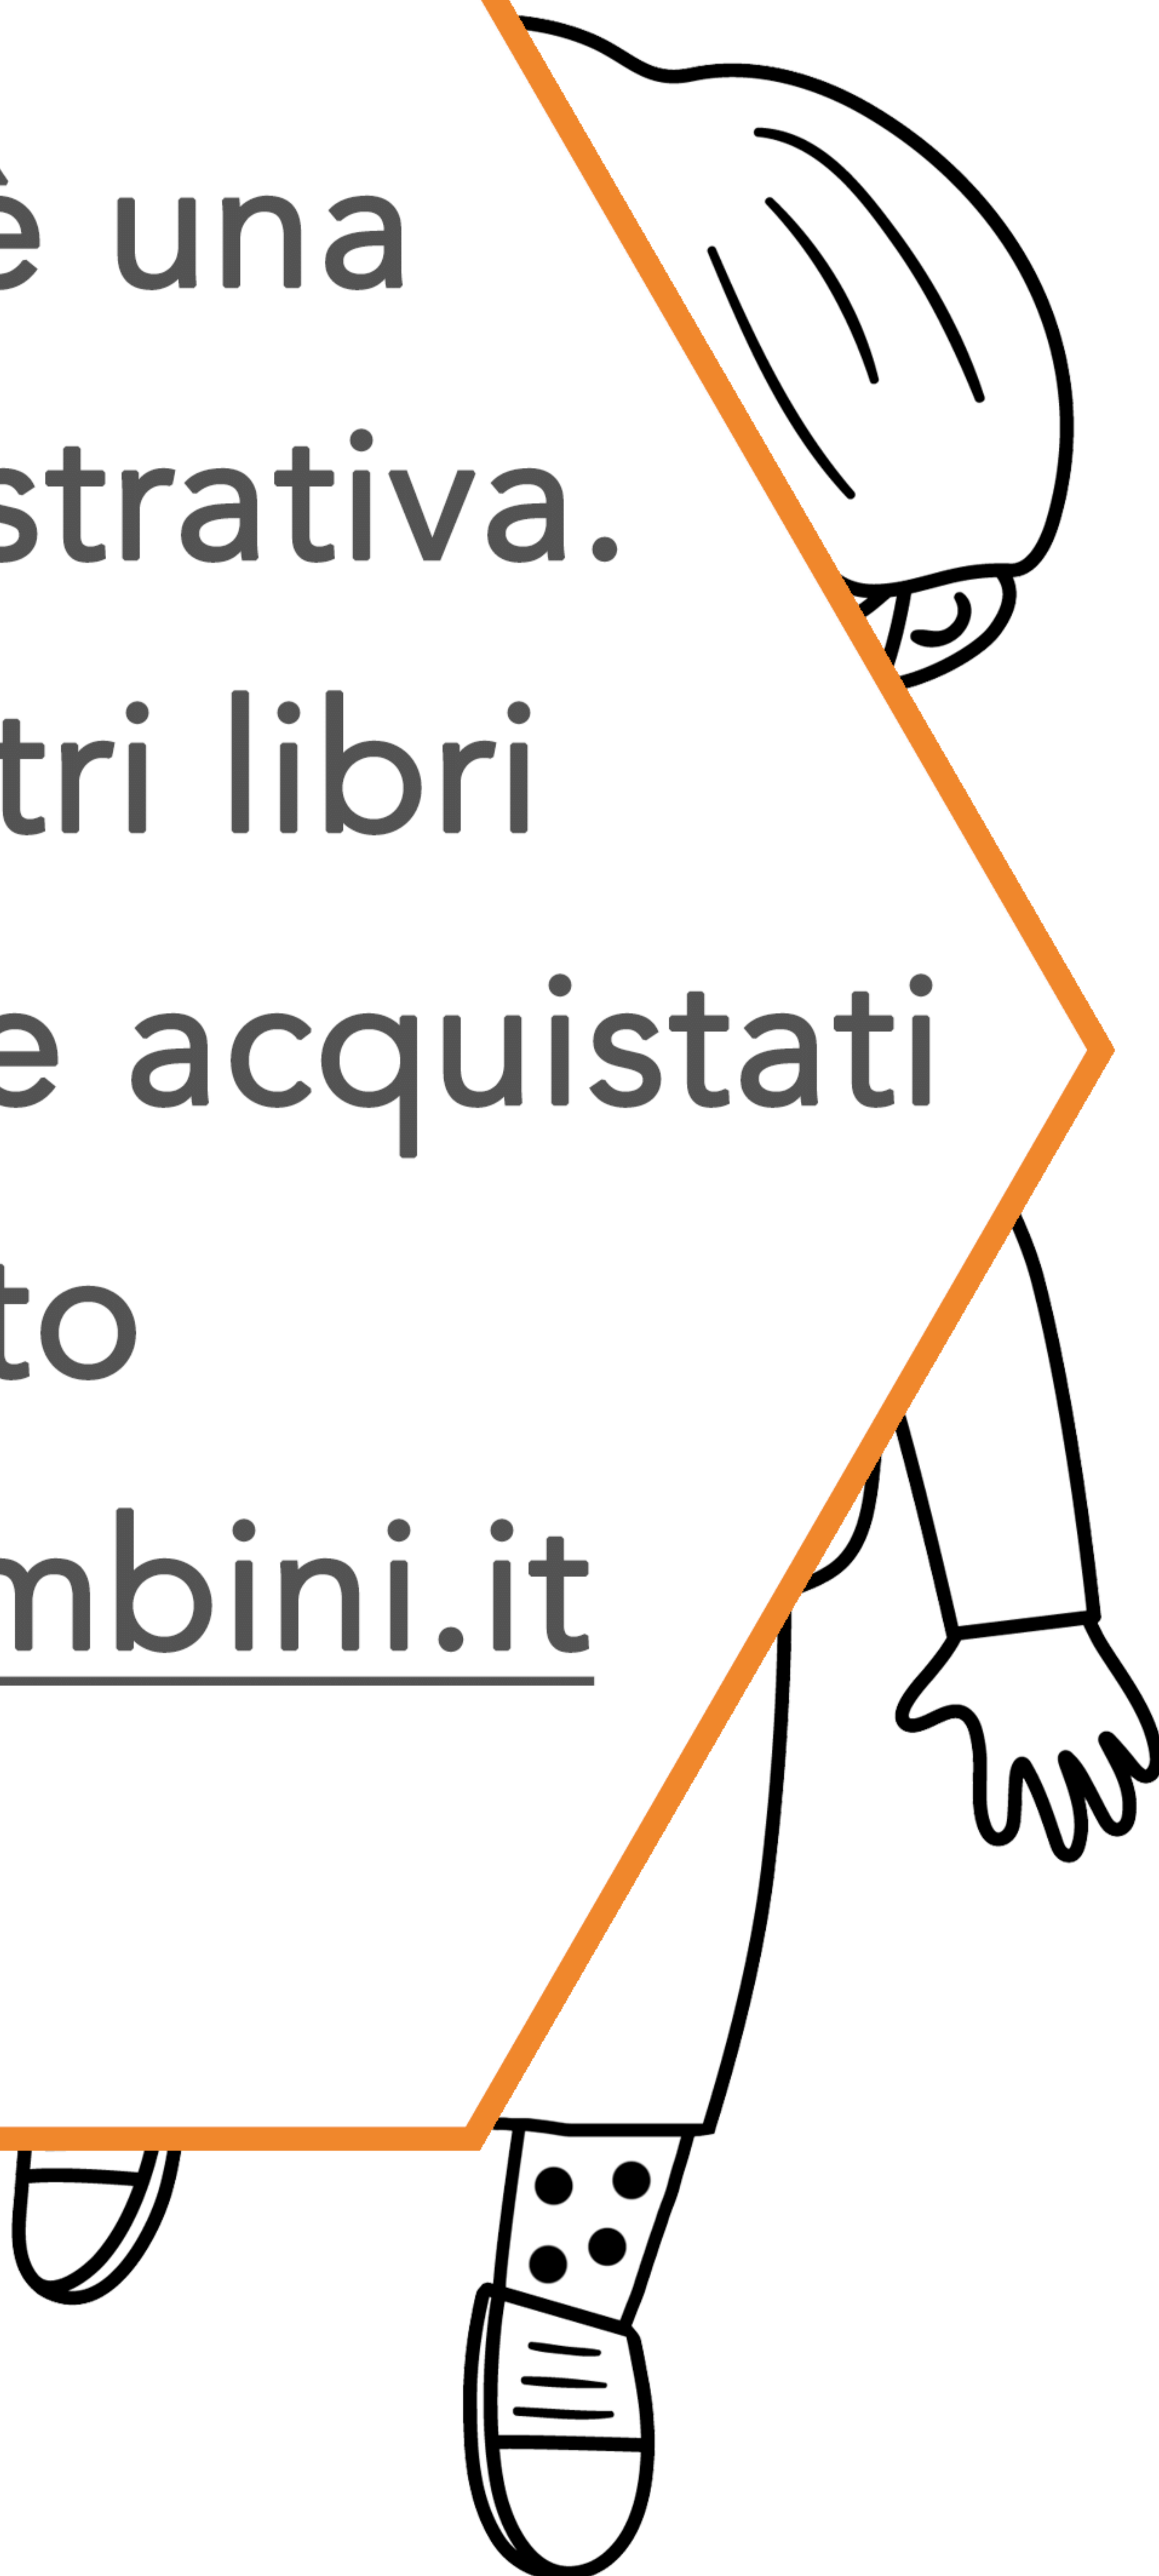 è una
strativa.
tri libri
e acquistati
to
mbini.it